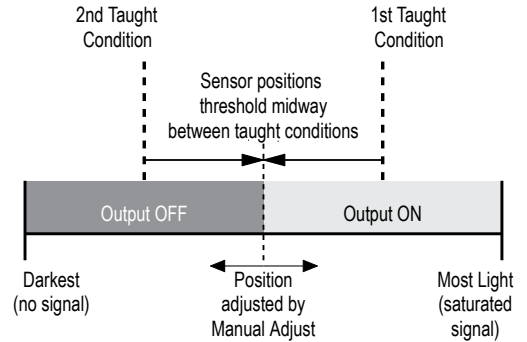 2nd Taught
Condition
1st Taught
Condition
Sensor positions
threshold midway
between taught conditions
Output OFF
Output ON
Darkest
(no signal)
Position
adjusted by
Manual Adjust
Most Light
(saturated
signal)